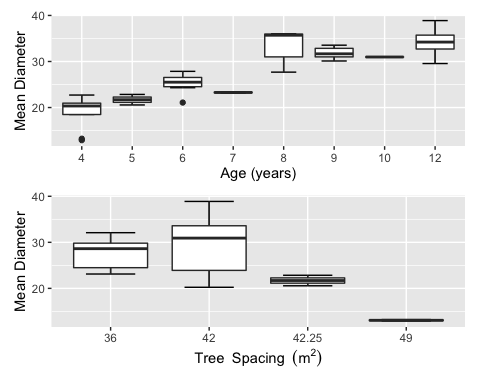 40
30
20
Mean Diameter
4 5 6 7 8 9 10 12
Age (years)
40
30
20
Mean Diameter
36 42 42.25 49
Tree Spacing (m²)